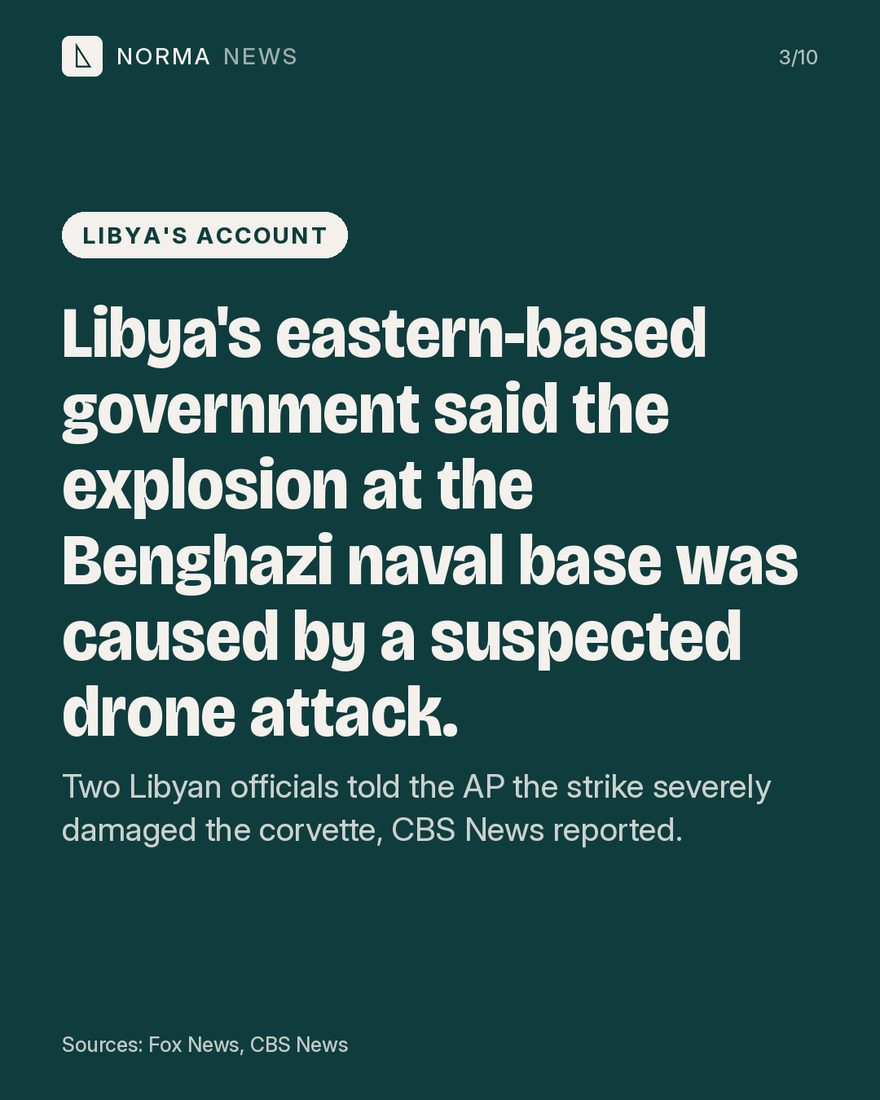 NORMA NEWS
3/10
LIBYA'S ACCOUNT
Libya's eastern-based
government said the
explosion at the
Benghazi naval base was
caused by a suspected
drone attack.
Two Libyan officials told the AP the strike severely
damaged the corvette, CBS News reported.
Sources: Fox News, CBS News